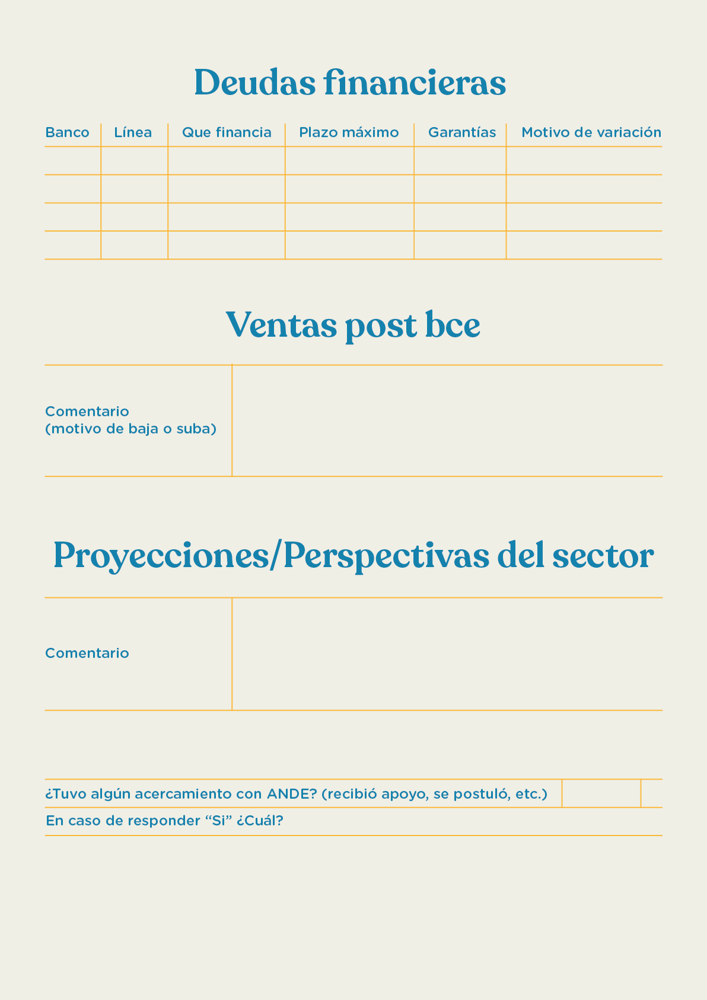 Deudas financieras
Banco Línea Que financia Plazo máximo Garantías Motivo de variación
Ventas post bce
Comentario
(motivo de baja o suba)
Proyecciones/Perspectivas del sector
Comentario
¿Tuvo algún acercamiento con ANDE? (recibió apoyo, se postuló, etc.)
En caso de responder “Si” ¿Cuál?